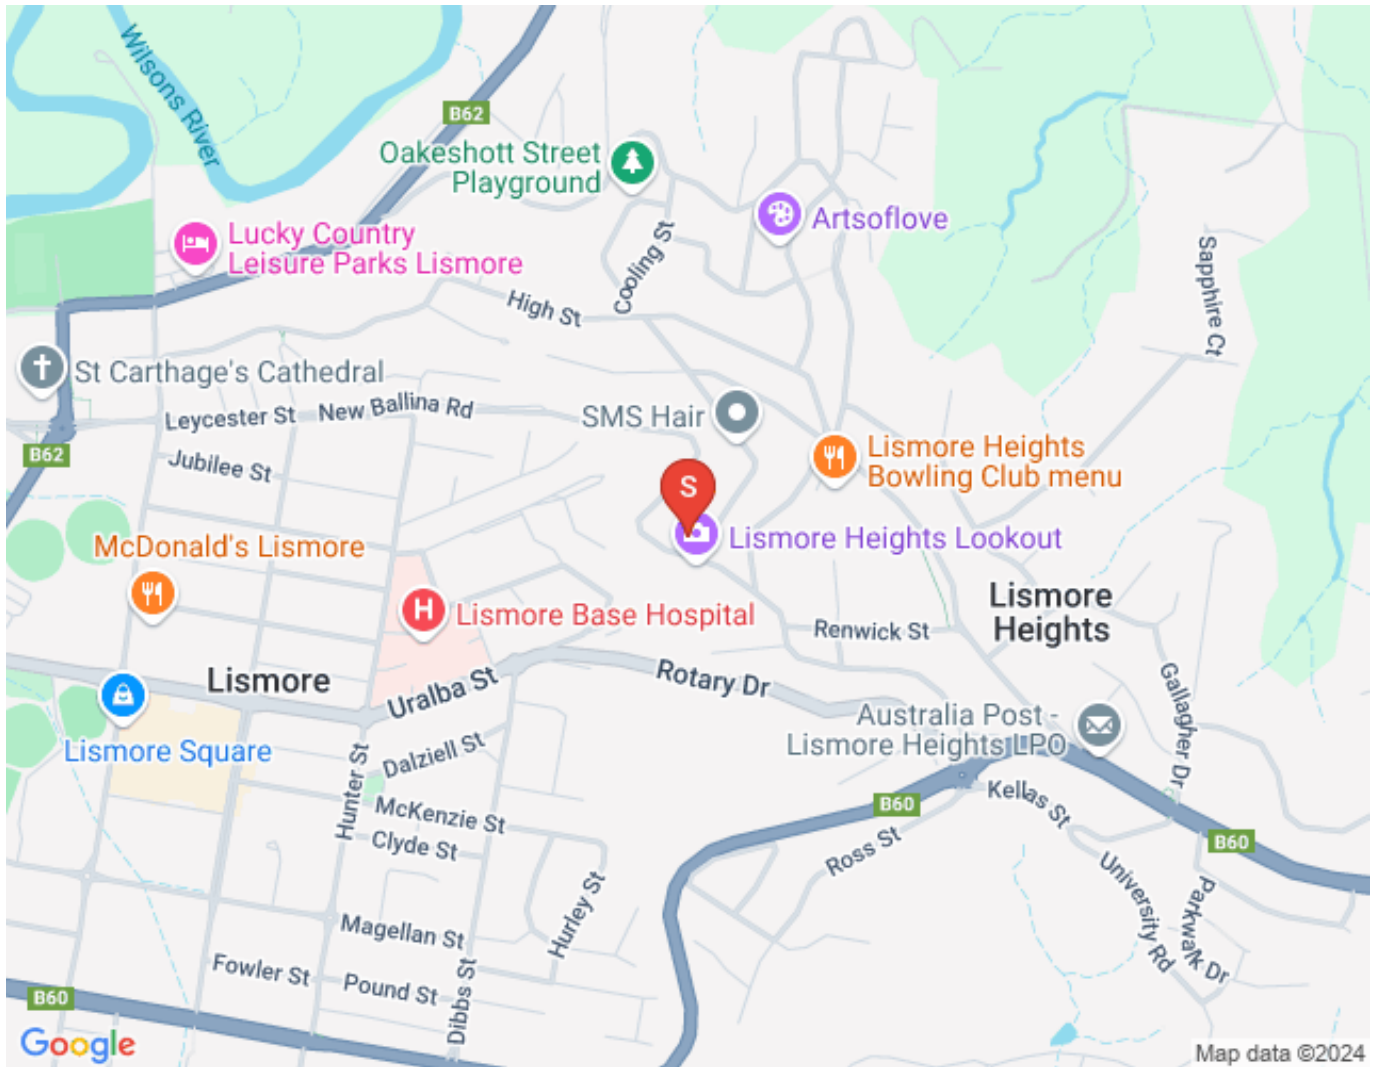 Wilsons River
B62
Oakeshott Street
Playground
Artsoflove
Lucky Country
Leisure Parks Lismore
Cooling St
Sapphire Ct
High St
St Carthage's Cathedral
Leycester St
New Ballina Rd
SMS Hair
B62
Jubilee St
Lismore Heights
Bowling Club menu
S
McDonald's Lismore
Lismore Heights Lookout
Lismore Base Hospital
Lismore
Heights
Renwick St
Lismore
Uralba St
Rotary Dr
Gallagher Dr
Australia Post -
Lismore Heights LPO
Lismore Square
Dalziell St
Hunter St
McKenzie St
Clyde St
B60
Kellas St
Ross St
B60
University Rd
Parkwalk Dr
Hurley St
Magellan St
Fowler St
Pound St
Dibbs St
B60
Google
Map data ©2024
H